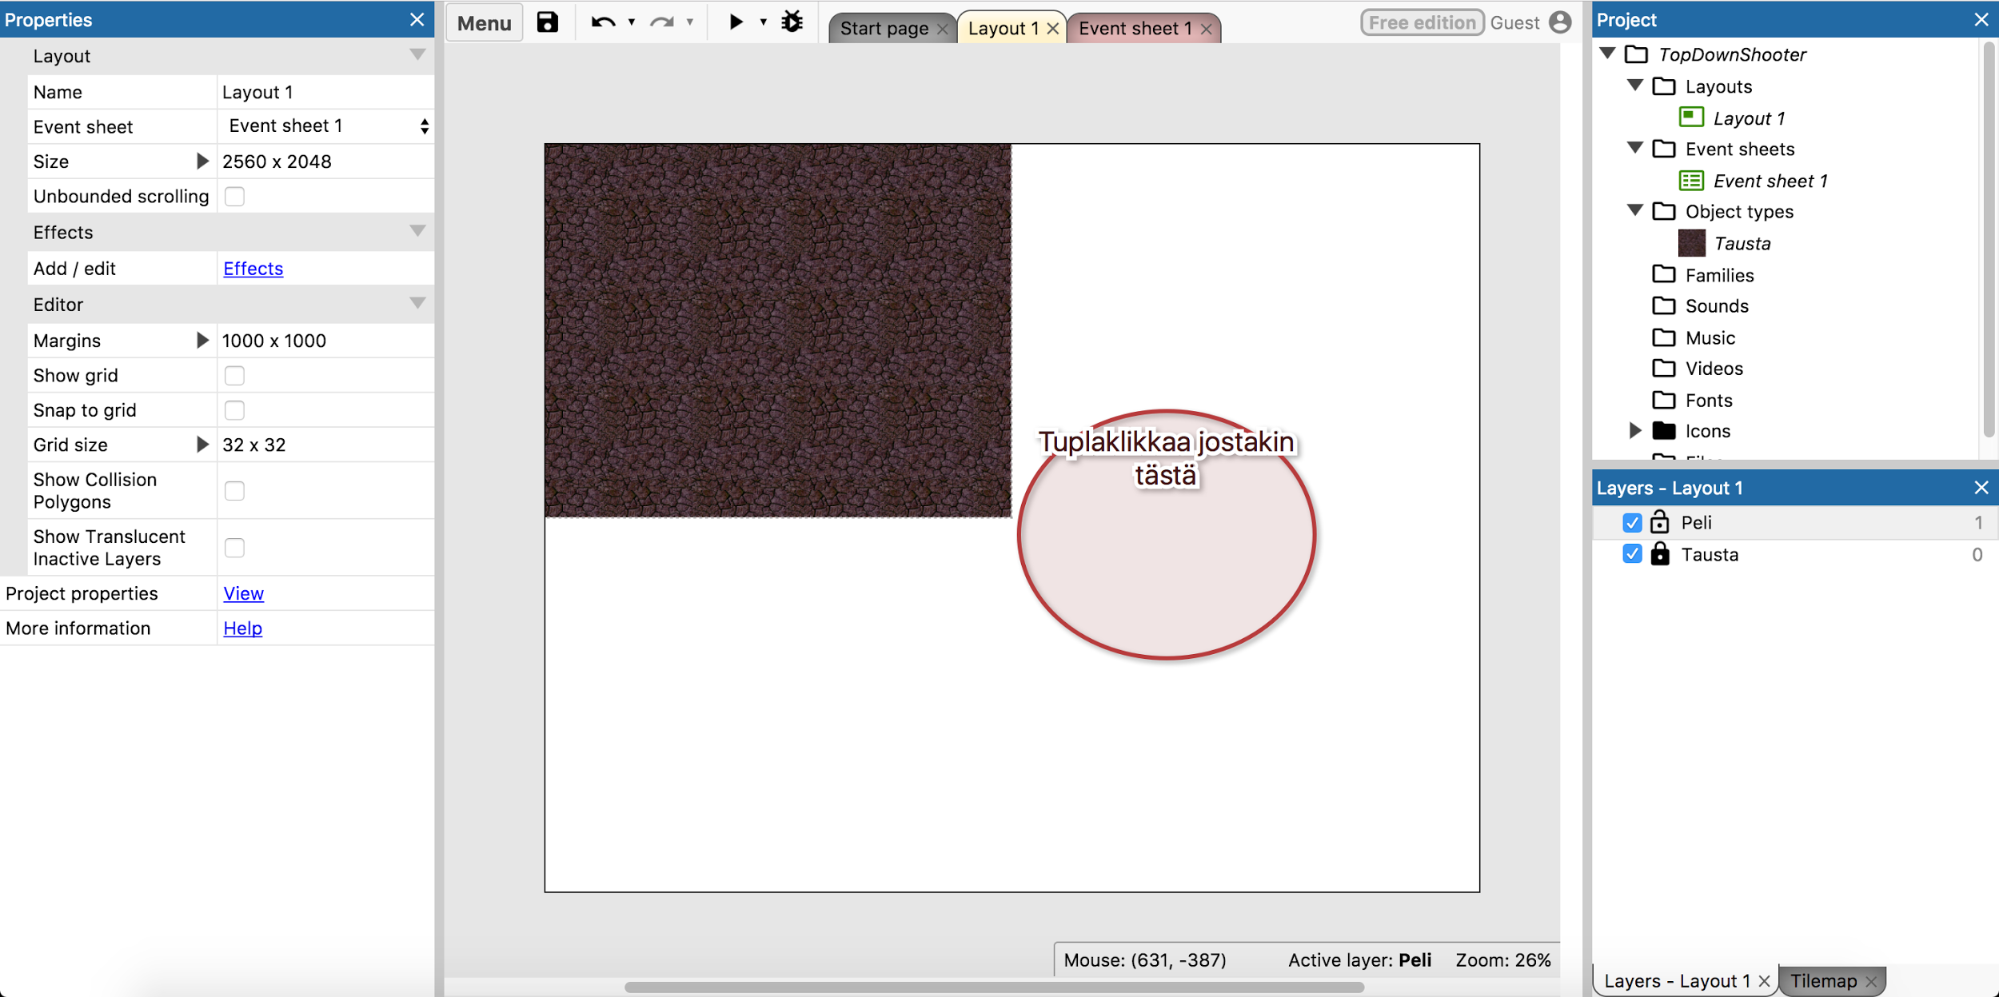 Properties
Layout
Name Layout 1
Event sheet Event sheet 1
Size 2560 x 2048
Unbounded scrolling
Effects
Add / edit Effects
Editor
Margins 1000 x 1000
Show grid
Snap to grid
Grid size 32 x 32
Show Collision
Polygons
Show Translucent
Inactive Layers
Project properties View
More information Help
Menu
Start page
Layout 1
Event sheet 1
Free edition Guest
Tuplaklikkaa jostakin
tästä
Mouse: (631, -387) Active layer: Peli Zoom: 26%
Project
TopDownShooter
Layouts
Layout 1
Event sheets
Event sheet 1
Object types
Tausta
Families
Sounds
Music
Videos
Fonts
Icons
Layers - Layout 1
Peli 1
Tausta 0
Layers - Layout 1
Tilemap